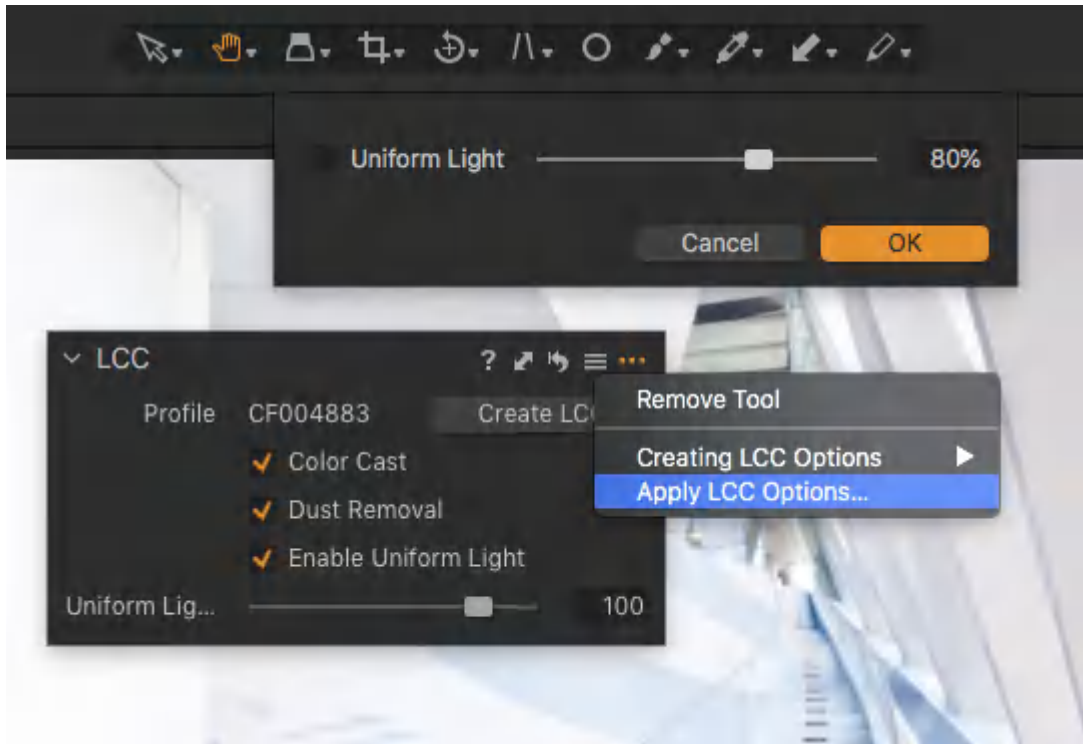 Uniform Light 80%
Cancel OK
LCC ?
Profile CF004883 Create LC
Color Cast
Dust Removal
Enable Uniform Light
Uniform Lig... 100
Remove Tool
Creating LCC Options
Apply LCC Options...